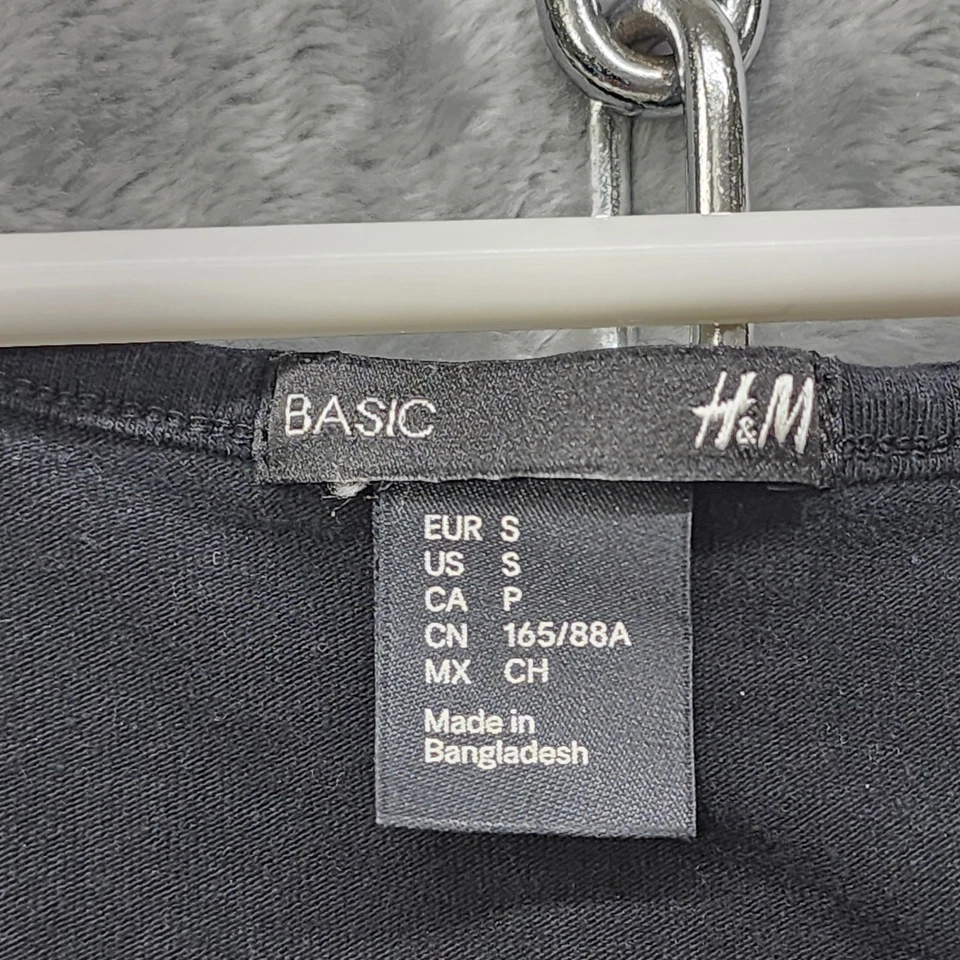 BASIC H&M
EUR S
US S
CA P
CN 165/88A
MX CH
Made in
Bangladesh